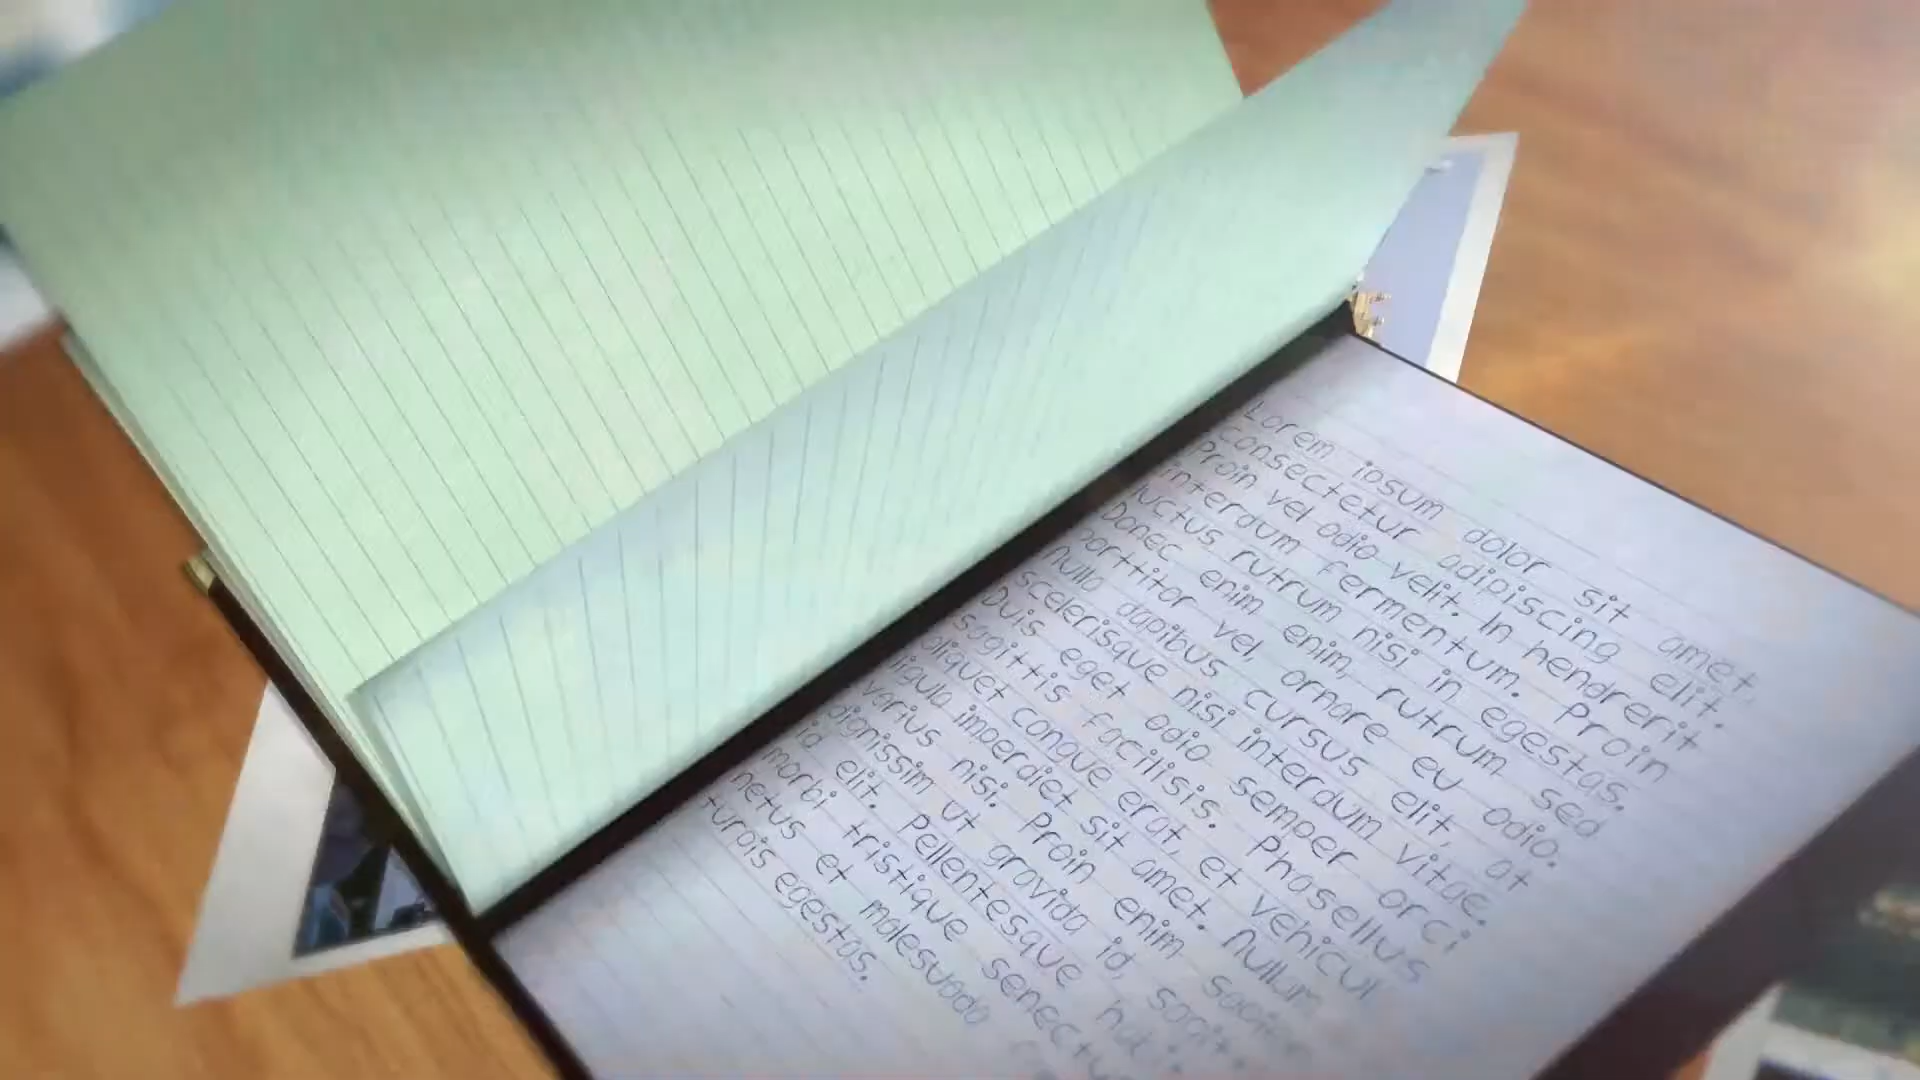 Lorem ipsum dolor sit amet,
consectetur adipiscing elit.
Proin vel odio velit. In hendrerit
interdum fermentum. Proin
luctus rutrum nisi in egestas.
Donec enim enim, rutrum sed
porttitor vel, ornare eu odio.
Nulla dapibus cursus elit, at
scelerisque nisi interdum vitae.
Duis eget odio semper orci
sagittis facilisis. Phasellus
aliquet congue erat, et
ligula imperdiet sit amet. Nullam
varius nisi. Proin enim
dignissim ut gravida id,
elit. Pellentesque
morbi tristique
netus et malesuada
turpis egestas.